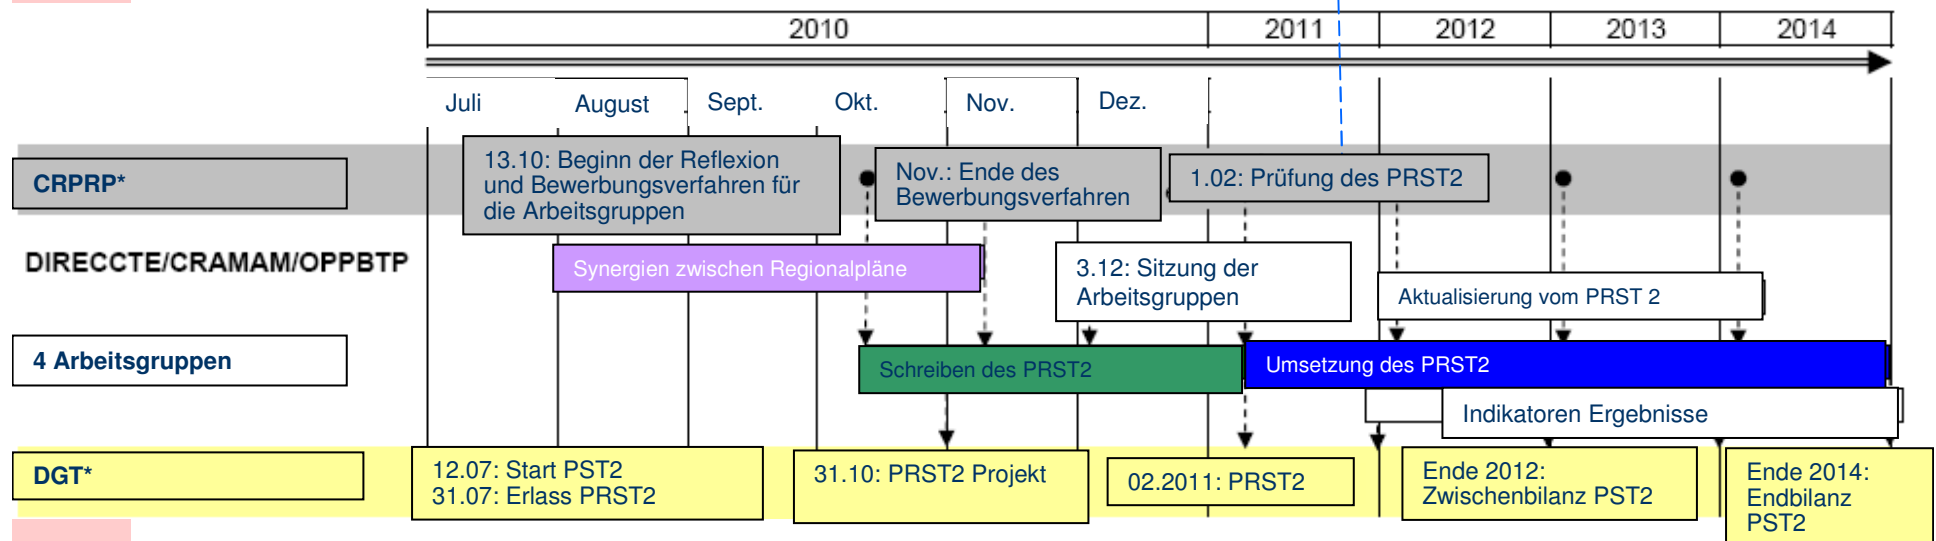 2010
2011
2012
2013
2014
Juli
August
Sept.
Okt.
Nov.
Dez.
CRPRP*
13.10: Beginn der Reflexion
und Bewerbungsverfahren für
die Arbeitsgruppen
Nov.: Ende des
Bewerbungsverfahren
1.02: Prüfung des PRST2
DIRECCTE/CRAMAM/OPPBTP
Synergien zwischen Regionalpläne
3.12: Sitzung der
Arbeitsgruppen
Aktualisierung vom PRST 2
4 Arbeitsgruppen
Schreiben des PRST2
Umsetzung des PRST2
Indikatoren Ergebnisse
DGT*
12.07: Start PST2
31.07: Erlass PRST2
31.10: PRST2 Projekt
02.2011: PRST2
Ende 2012:
Zwischenbilanz PST2
Ende 2014:
Endbilanz
PST2